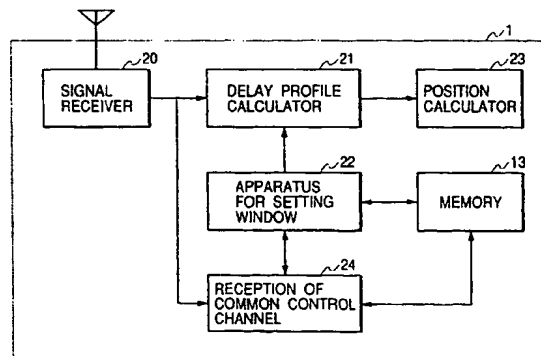 1
20
SIGNAL
RECEIVER
21
DELAY PROFILE
CALCULATOR
23
POSITION
CALCULATOR
22
APPARATUS
FOR SETTING
WINDOW
13
MEMORY
24
RECEPTION OF
COMMON CONTROL
CHANNEL